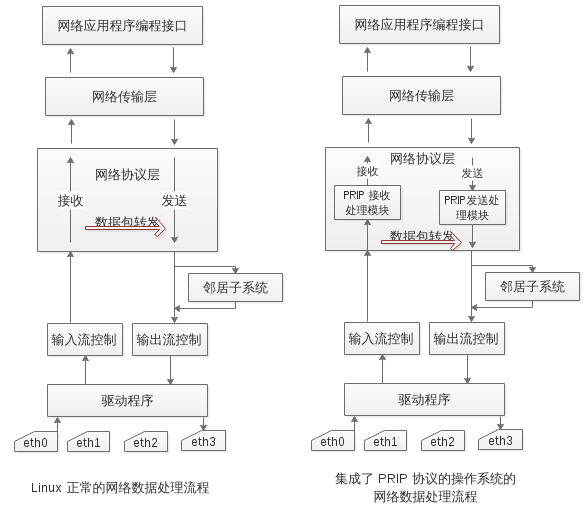 网络应用程序编程接口
网络传输层
网络协议层
接收
发送
数据包转发
邻居子系统
输入流控制
输出流控制
驱动程序
eth0
eth1
eth2
eth3
Linux 正常的网络数据处理流程
网络应用程序编程接口
网络传输层
网络协议层
接收
发送
PRIP 接收
处理模块
PRIP发送处
理模块
数据包转发
邻居子系统
输入流控制
输出流控制
驱动程序
eth0
eth1
eth2
eth3
集成了 PRIP 协议的操作系统的
网络数据处理流程